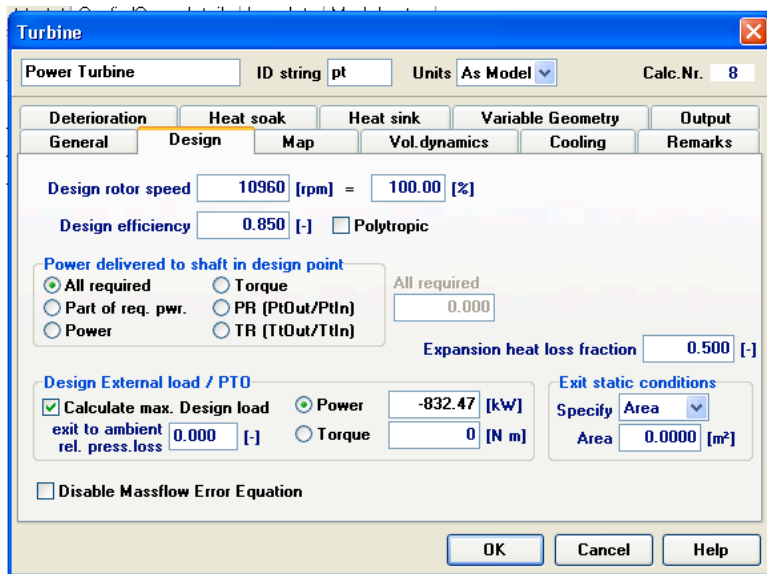 Turbine
Power Turbine ID string pt Units As Model Calc.Nr. 8
Deterioration Heat soak Heat sink Variable Geometry Output
General Design Map Vol.dynamics Cooling Remarks
Design rotor speed 10960 [rpm] = 100.00 [%]
Design efficiency 0.850 [-] Polytropic
Power delivered to shaft in design point
All required Torque All required
Part of req. pwr. PR (PtOut/PtIn) 0.000
Power TR (TtOut/TtIn)
Expansion heat loss fraction 0.500 [-]
Design External load / PTO Exit static conditions
Calculate max. Design load Power -832.47 [kW] Specify Area
exit to ambient
rel. press.loss 0.000 [-] Torque 0 [N m] Area 0.0000 [m²]
Disable Massflow Error Equation
OK Cancel Help